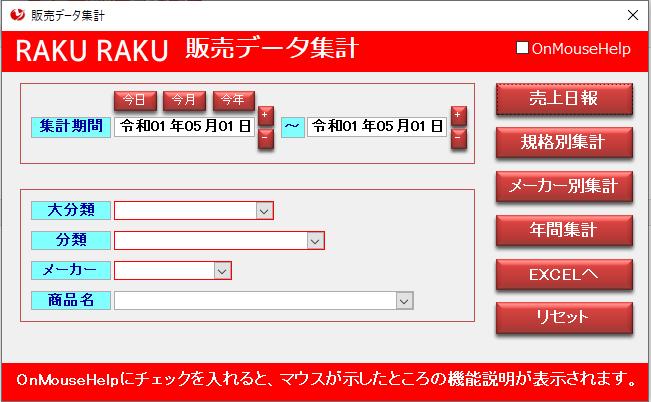 販売データ集計
RAKU RAKU 販売データ集計
OnMouseHelp
今日 今月 今年
集計期間 令和01年05月01日 + - ～ 令和01年05月01日 + -
大分類
分類
メーカー
商品名
売上日報
規格別集計
メーカー別集計
年間集計
EXCELへ
リセット
OnMouseHelpにチェックを入れると、マウスが示したところの機能説明が表示されます。